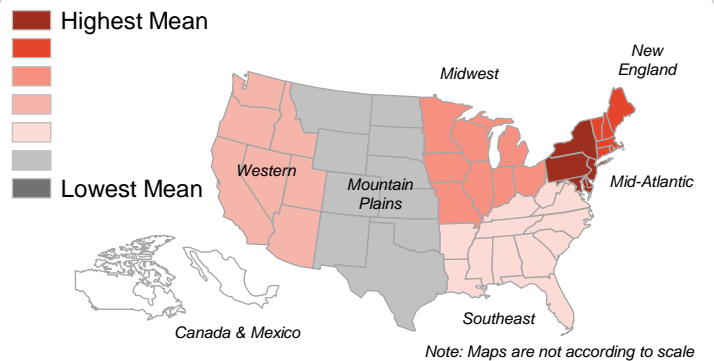 Highest Mean
New
England
Midwest
Western
Mountain
Plains
Mid-Atlantic
Lowest Mean
Southeast
Canada & Mexico
Note: Maps are not according to scale